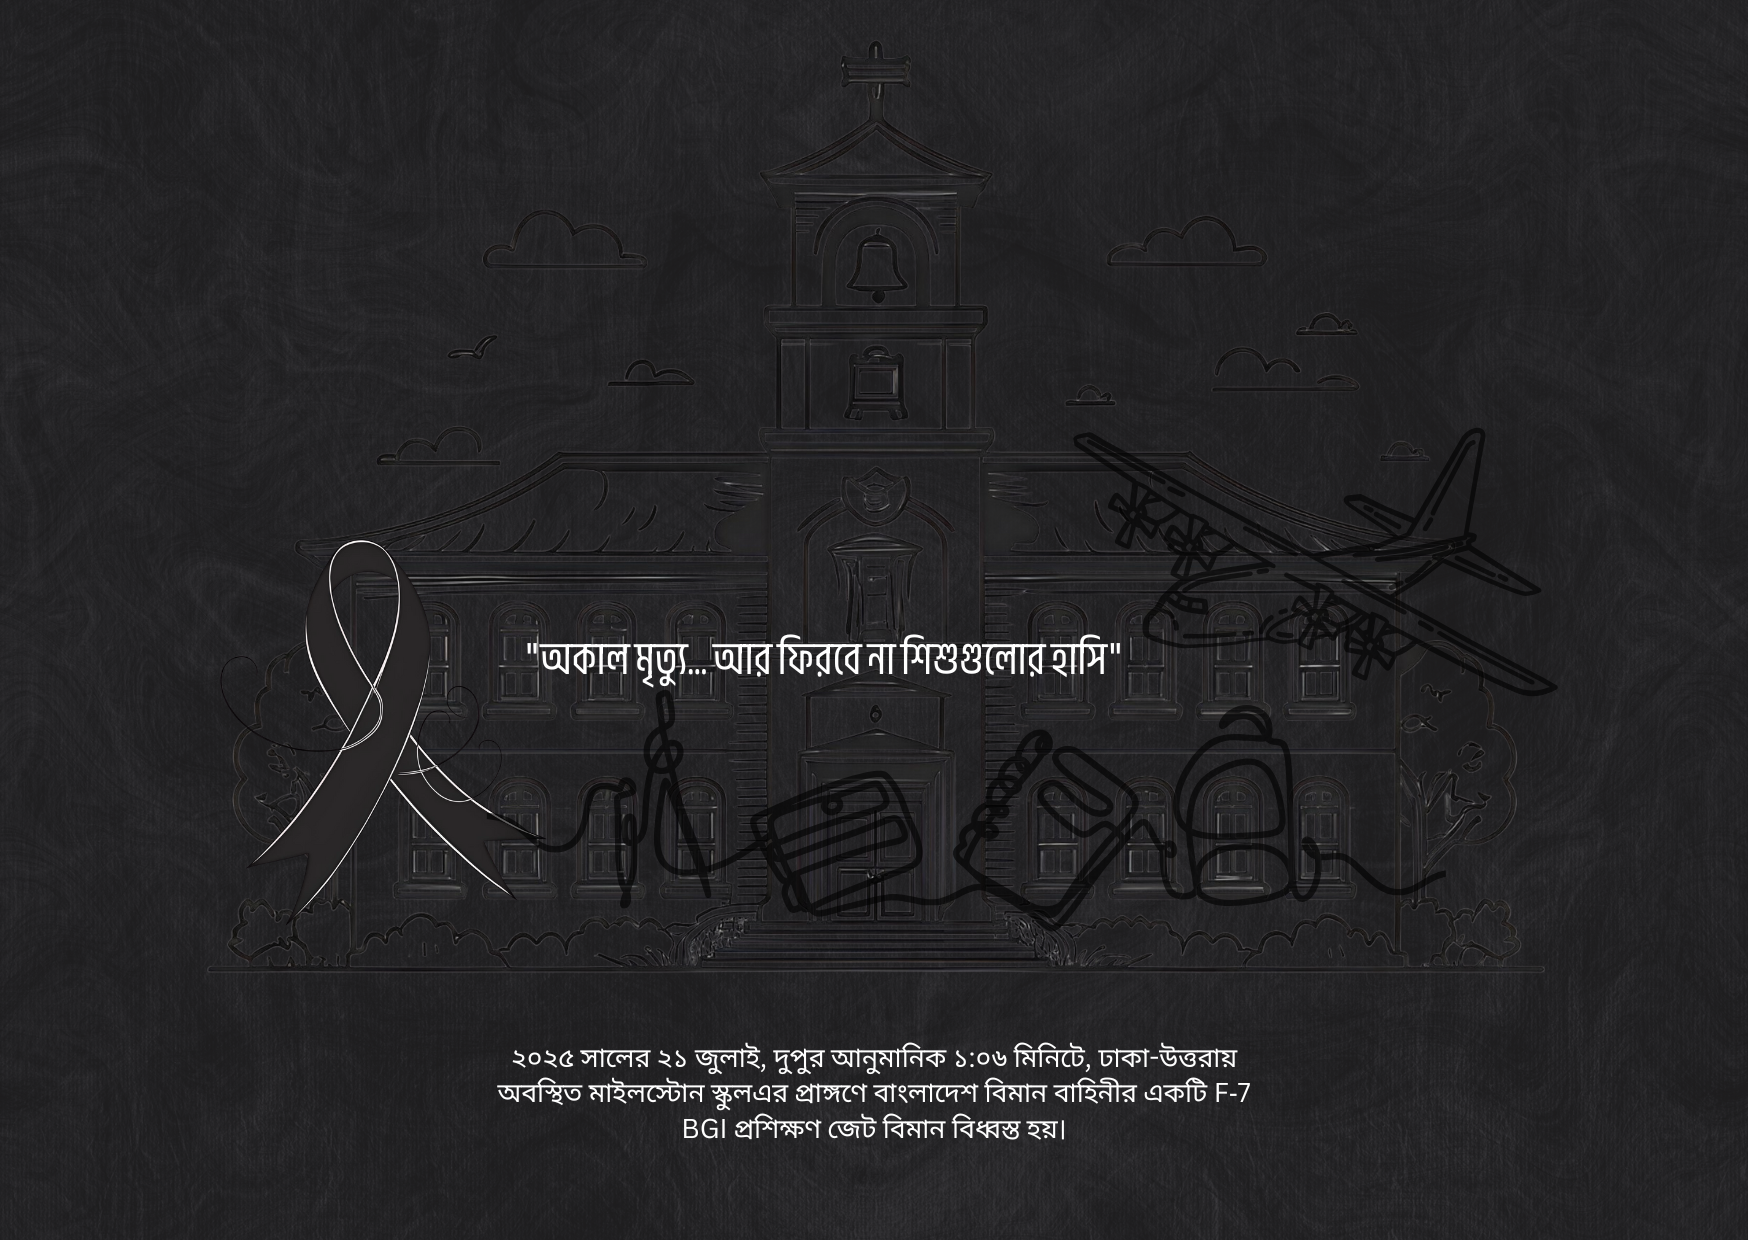 "অকাল মৃত্যু... আর ফিরবে না শিশুগুলোর হাসি"
২০২৫ সালের ২১ জুলাই, দুপুর আনুমানিক ১:০৬ মিনিটে, ঢাকা-উত্তরায়
অবস্থিত মাইলস্টোন স্কুলএর প্রাঙ্গণে বাংলাদেশ বিমান বাহিনীর একটি F-7
BGI প্রশিক্ষণ জেট বিমান বিধ্বস্ত হয়।